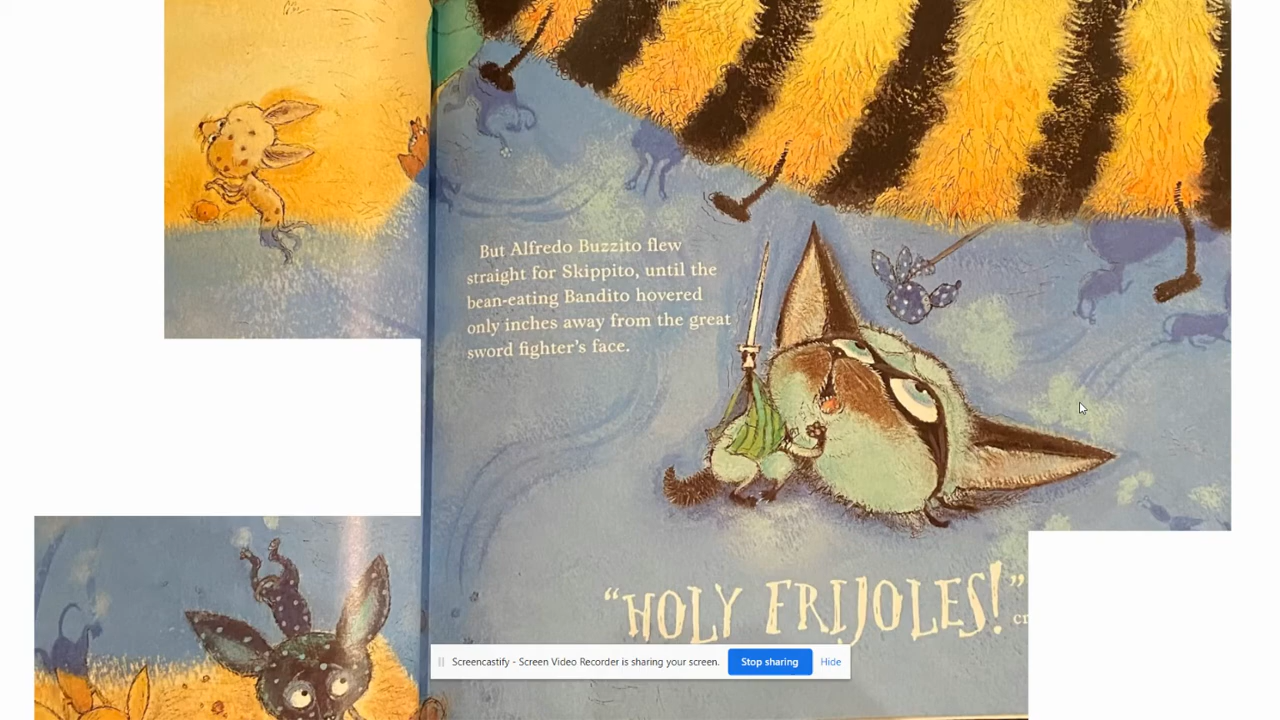 But Alfredo Buzzito flew
straight for Skippito, until the
bean-eating Bandito hovered
only inches away from the great
sword fighter's face.
"HOLY FRIJOLES!"
Screencastify - Screen Video Recorder is sharing your screen.
Stop sharing
Hide